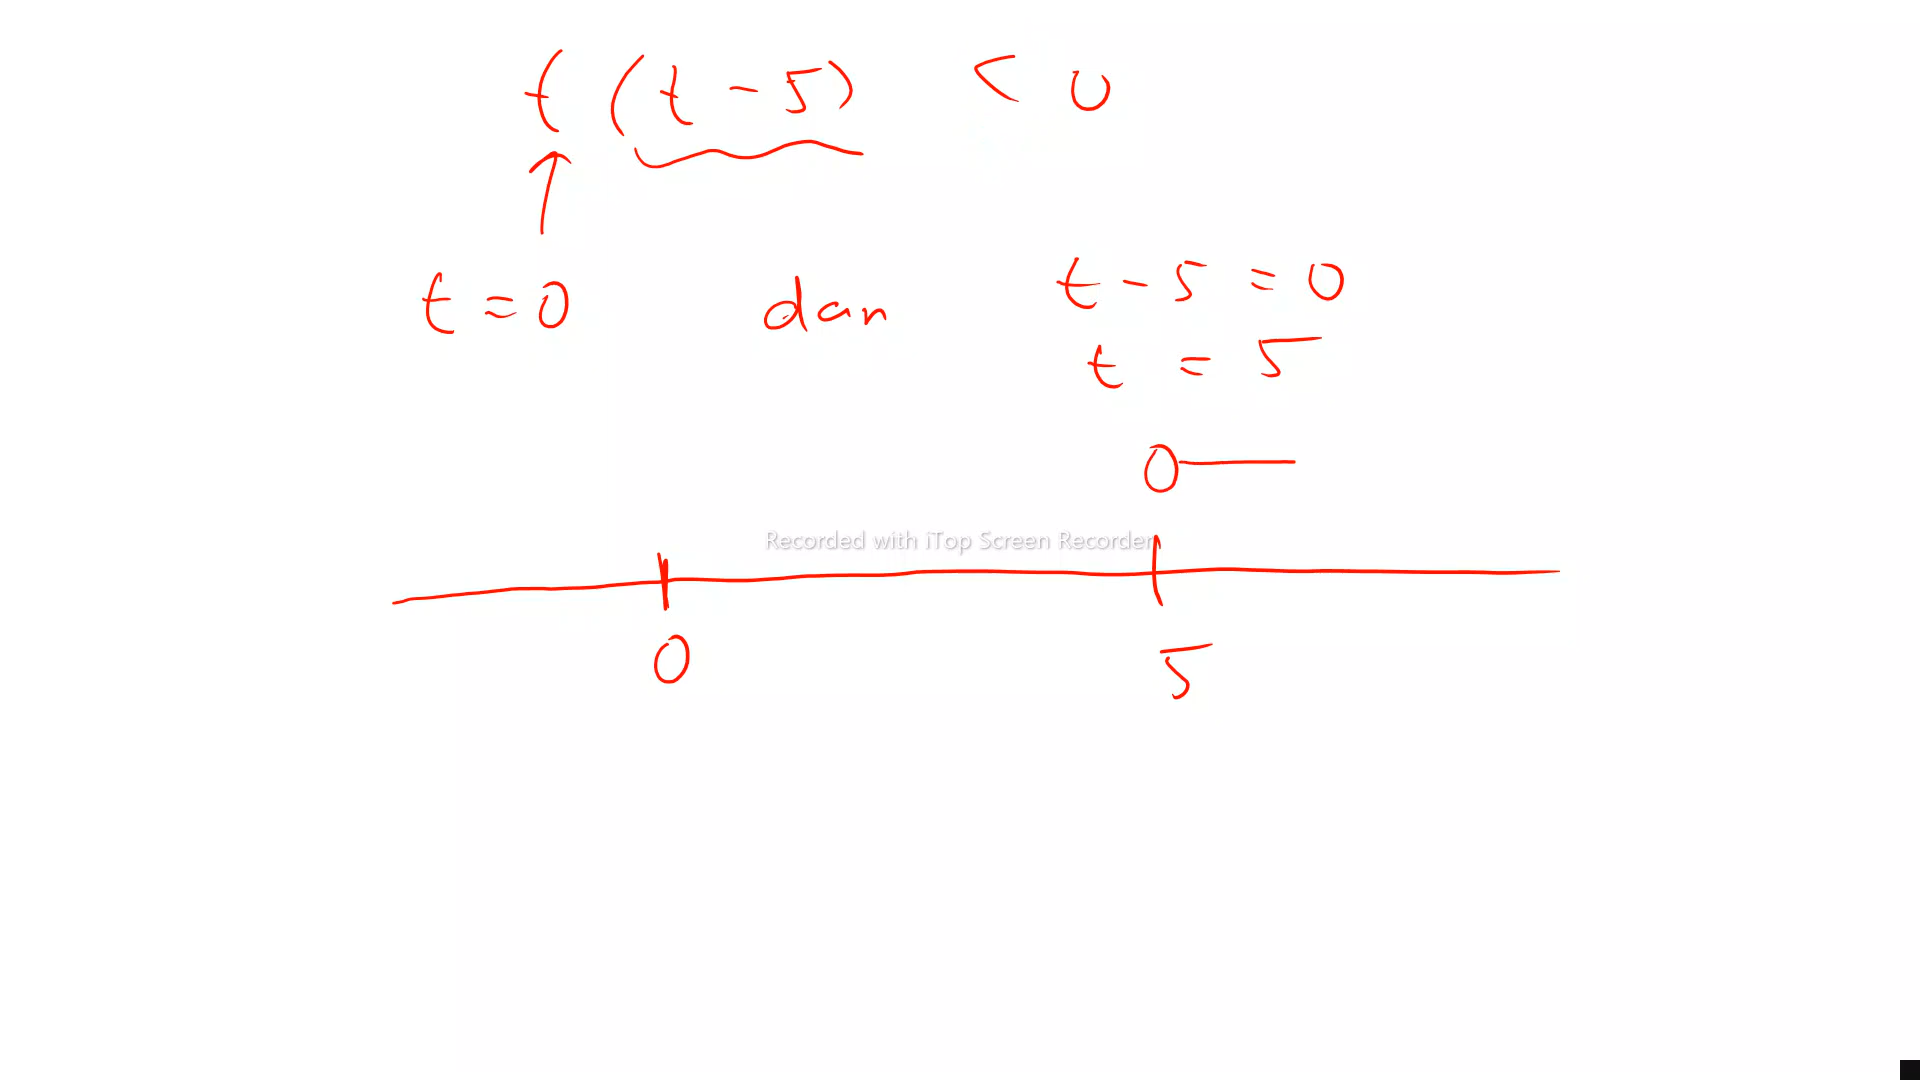 t (t - 5) < 0
t = 0 dan t - 5 = 0
t = 5
Recorded with iTop Screen Recorder
0 5